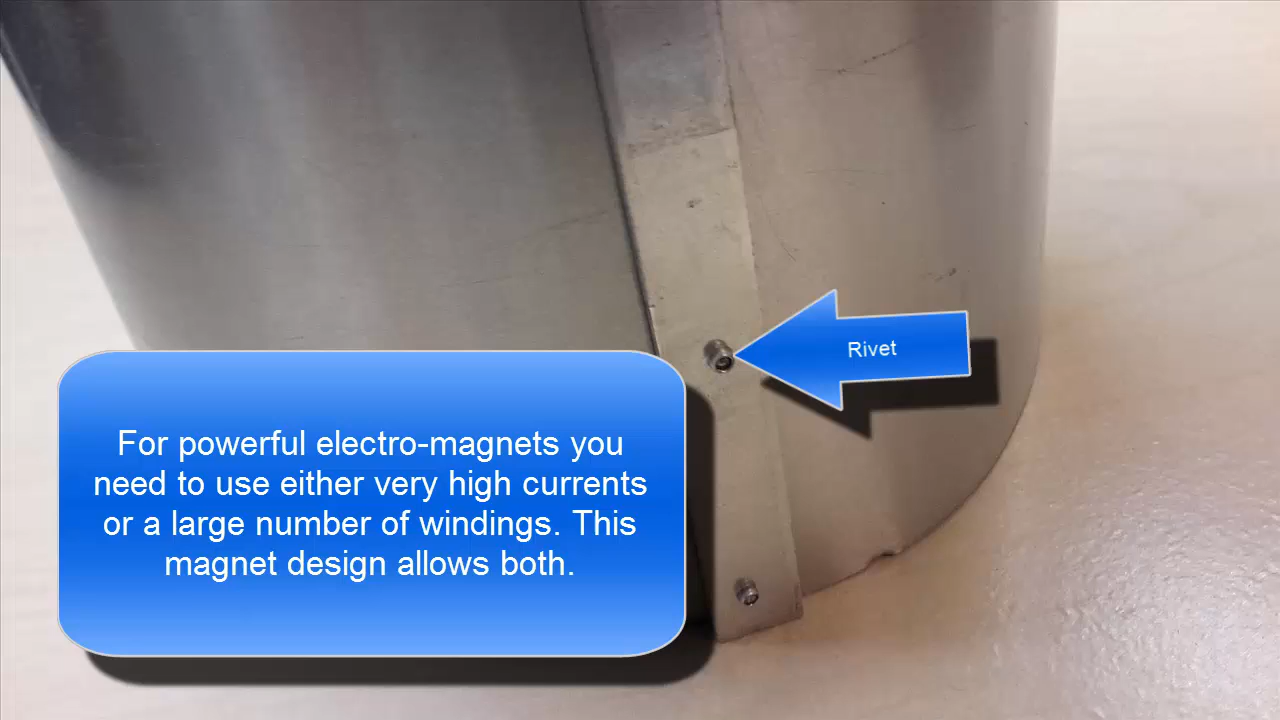 Rivet
For powerful electro-magnets you
need to use either very high currents
or a large number of windings. This
magnet design allows both.